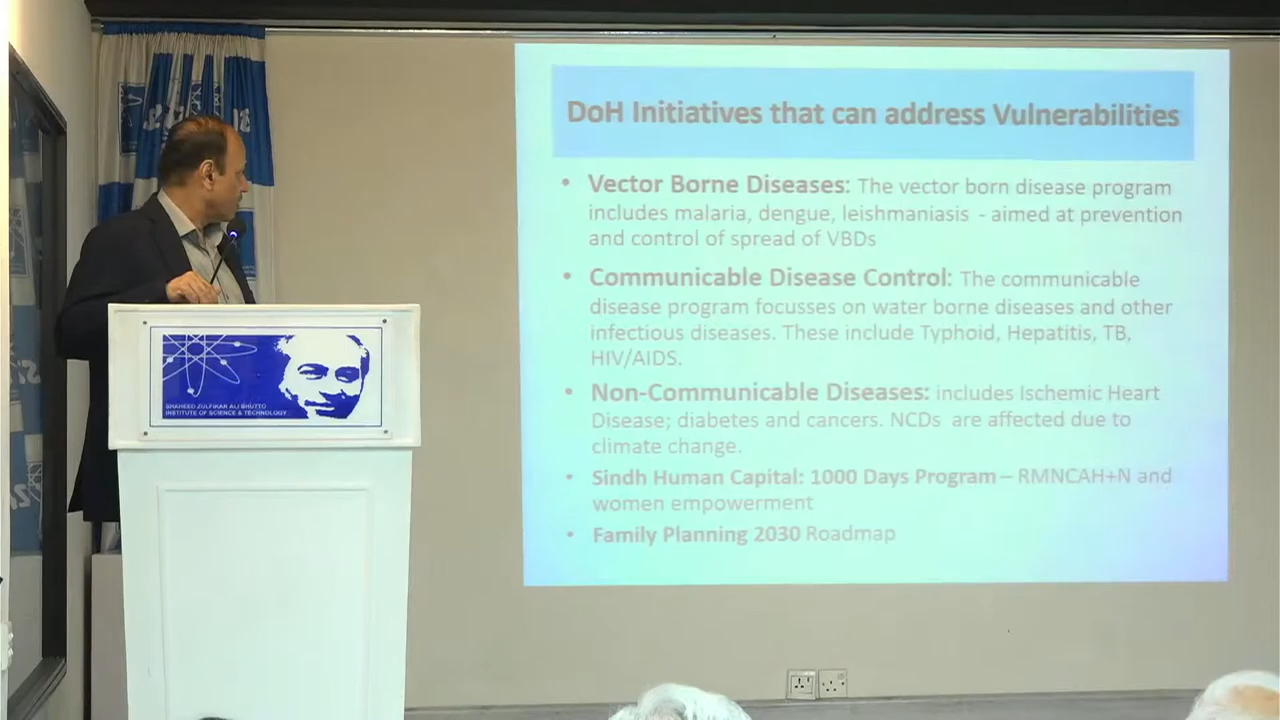 DoH Initiatives that can address Vulnerabilities
• Vector Borne Diseases: The vector born disease program
includes malaria, dengue, leishmaniasis - aimed at prevention
and control of spread of VBDs
• Communicable Disease Control: The communicable
disease program focusses on water borne diseases and other
infectious diseases. These include Typhoid, Hepatitis, TB,
HIV/AIDS.
• Non-Communicable Diseases: includes Ischemic Heart
Disease; diabetes and cancers. NCDs are affected due to
climate change.
• Sindh Human Capital: 1000 Days Program – RMNCAH+N and
women empowerment
• Family Planning 2030 Roadmap
SHAHEED ZULFIKAR ALI BHUTTO
INSTITUTE OF SCIENCE & TECHNOLOGY